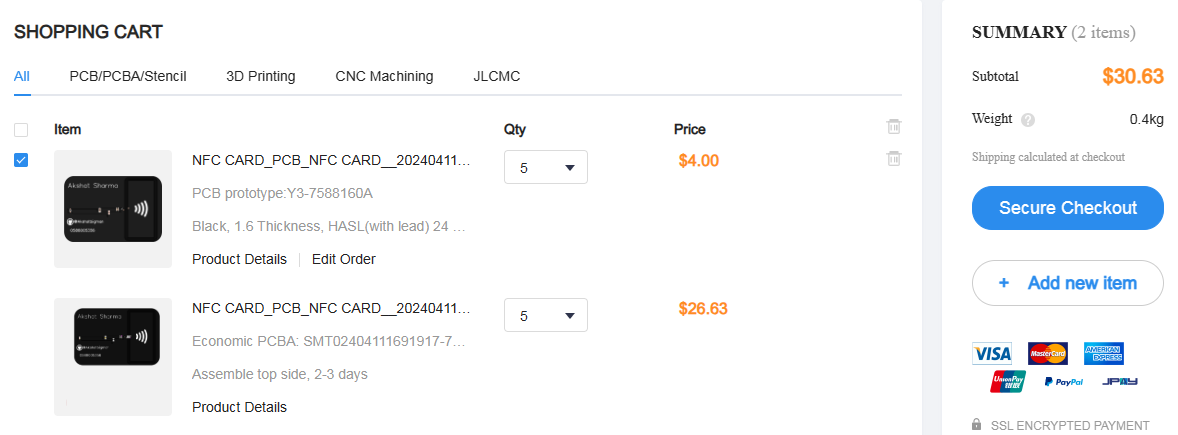 SHOPPING CART
All PCB/PCBA/Stencil 3D Printing CNC Machining JLCMC
Item Qty Price
NFC CARD_PCB_NFC CARD__20240411... 5 $4.00
PCB prototype:Y3-7588160A
Black, 1.6 Thickness, HASL(with lead) 24 ...
Product Details Edit Order
Akshat Sharma
NFC CARD_PCB_NFC CARD__20240411... 5 $26.63
Economic PCBA: SMT02404111691917-7...
Assemble top side, 2-3 days
Product Details
Akshat Sharma
SUMMARY (2 items)
Subtotal $30.63
Weight ? 0.4kg
Shipping calculated at checkout
Secure Checkout
+ Add new item
VISA MasterCard AMERICAN EXPRESS
UnionPay PayPal JPAY
SSL ENCRYPTED PAYMENT